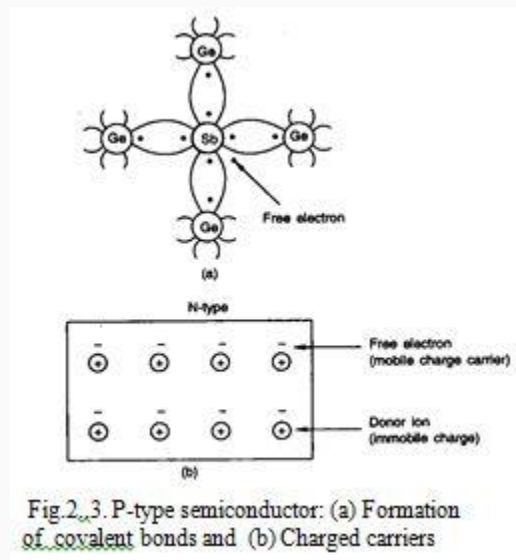 Ge
Ge Sb Ge
Free electron
Ge
(a)
N-type
Free electron
(mobile charge carrier)
Donor ion
(immobile charge)
(b)
Fig.2,,3. P-type semiconductor: (a) Formation
of covalent bonds and (b) Charged carriers